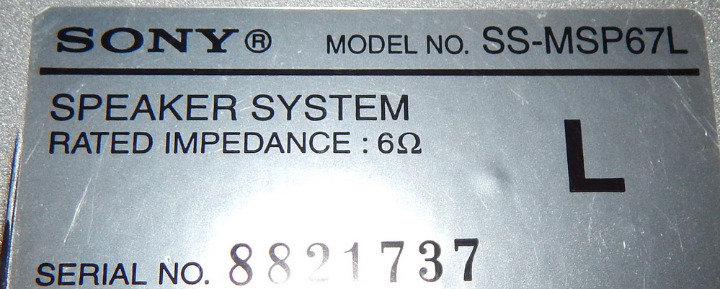 SONY® MODEL NO. SS-MSP67L
SPEAKER SYSTEM
RATED IMPEDANCE : 6Ω
L
SERIAL NO. 8821737